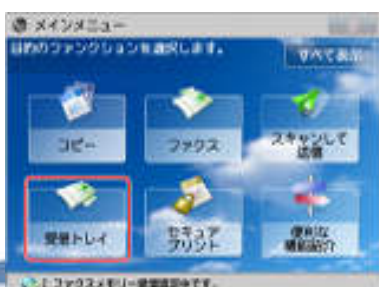 メインメニュー
目的のファンクションを選択します。
すべて表示
コピー
ファクス
スキャンして
送信
受信トレイ
セキュア
プリント
便利な
機能紹介